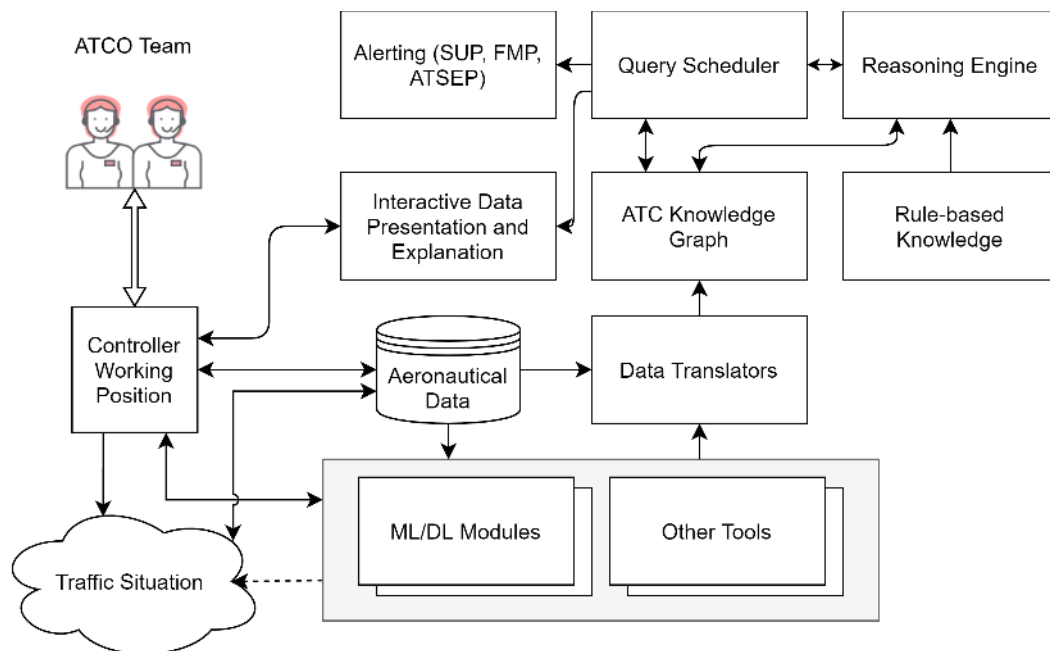 ATCO Team
Alerting (SUP, FMP,
ATSEP)
Query Scheduler
Reasoning Engine
Interactive Data
Presentation and
Explanation
ATC Knowledge
Graph
Rule-based
Knowledge
Controller
Working
Position
Aeronautical
Data
Data Translators
ML/DL Modules
Other Tools
Traffic Situation